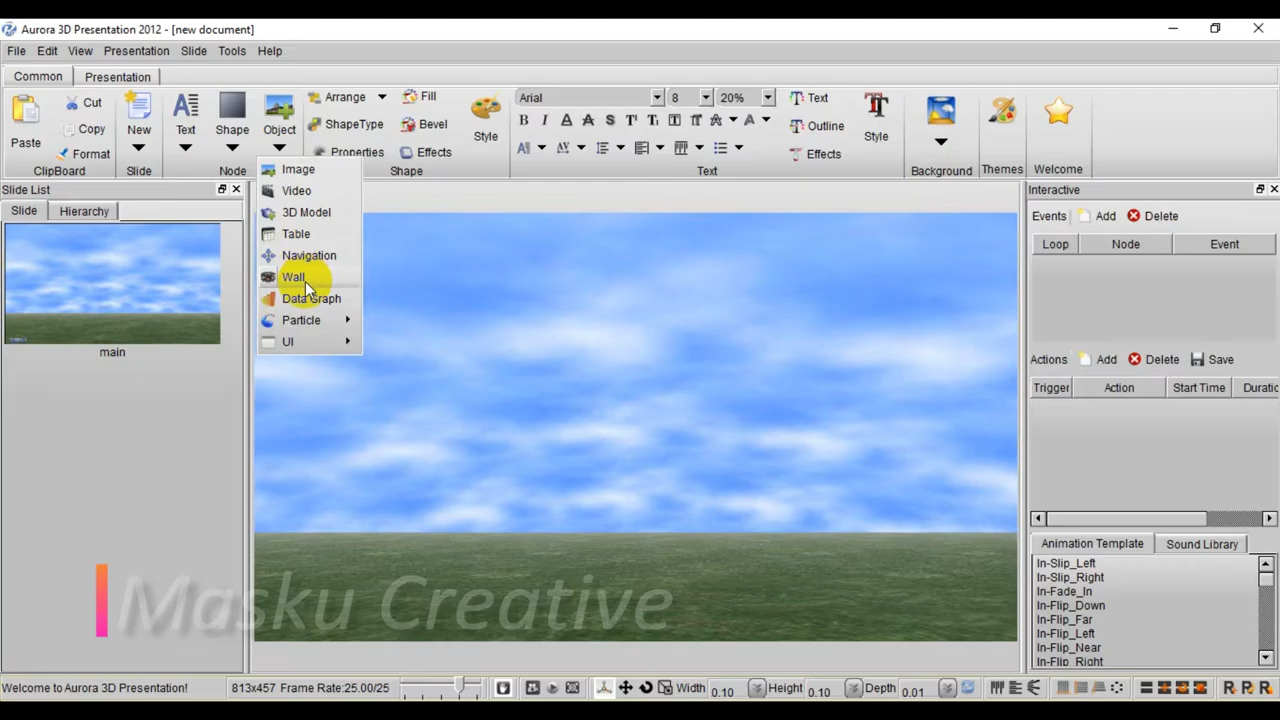 Aurora 3D Presentation 2012 - [new document]
File Edit View Presentation Slide Tools Help
Common Presentation
Paste Cut Copy Format ClipBoard
New Slide
Text Shape Object Node
Arrange ShapeType Properties Fill Bevel Effects Style Shape
Arial 8 20% Text Outline Effects Style Text
Background
Themes
Welcome
Slide List
Slide Hierarchy
main
Image
Video
3D Model
Table
Navigation
Wall
Data Graph
Particle
UI
Masku Creative
Interactive
Events Add Delete
Loop Node Event
Actions Add Delete Save
Trigger Action Start Time Duratio
Animation Template Sound Library
In-Slip_Left
In-Slip_Right
In-Fade_In
In-Flip_Down
In-Flip_Far
In-Flip_Left
In-Flip_Near
In-Flip_Right
Welcome to Aurora 3D Presentation! 813x457 Frame Rate:25.00/25 Width 0.10 Height 0.10 Depth 0.01